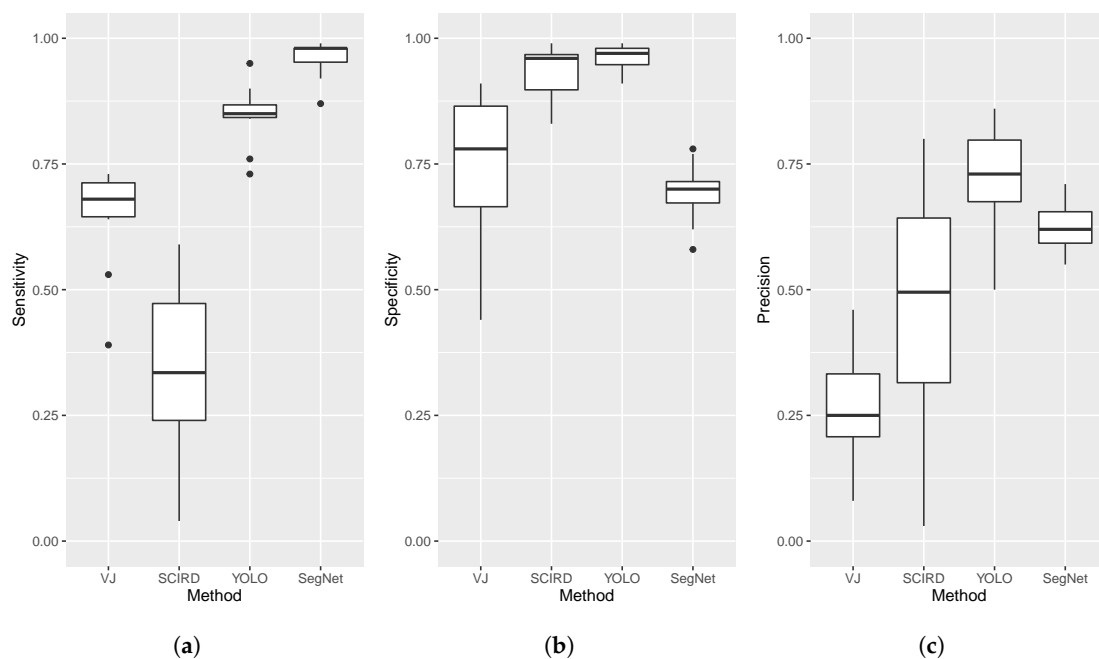 Sensitivity
1.00
0.75
0.50
0.25
0.00
VJ SCIRD YOLO SegNet
Method
(a)
Specificity
1.00
0.75
0.50
0.25
0.00
VJ SCIRD YOLO SegNet
Method
(b)
Precision
1.00
0.75
0.50
0.25
0.00
VJ SCIRD YOLO SegNet
Method
(c)